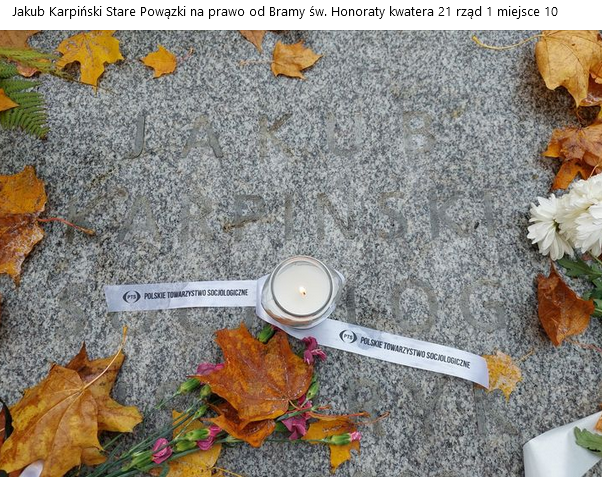 Jakub Karpiński Stare Powązki na prawo od Bramy św. Honoraty kwatera 21 rząd 1 miejsce 10
JAKUB
KARPIŃSKI
PTS POLSKIE TOWARZYSTWO SOCJOLOGICZNE
PTS POLSKIE TOWARZYSTWO SOCJOLOGICZNE